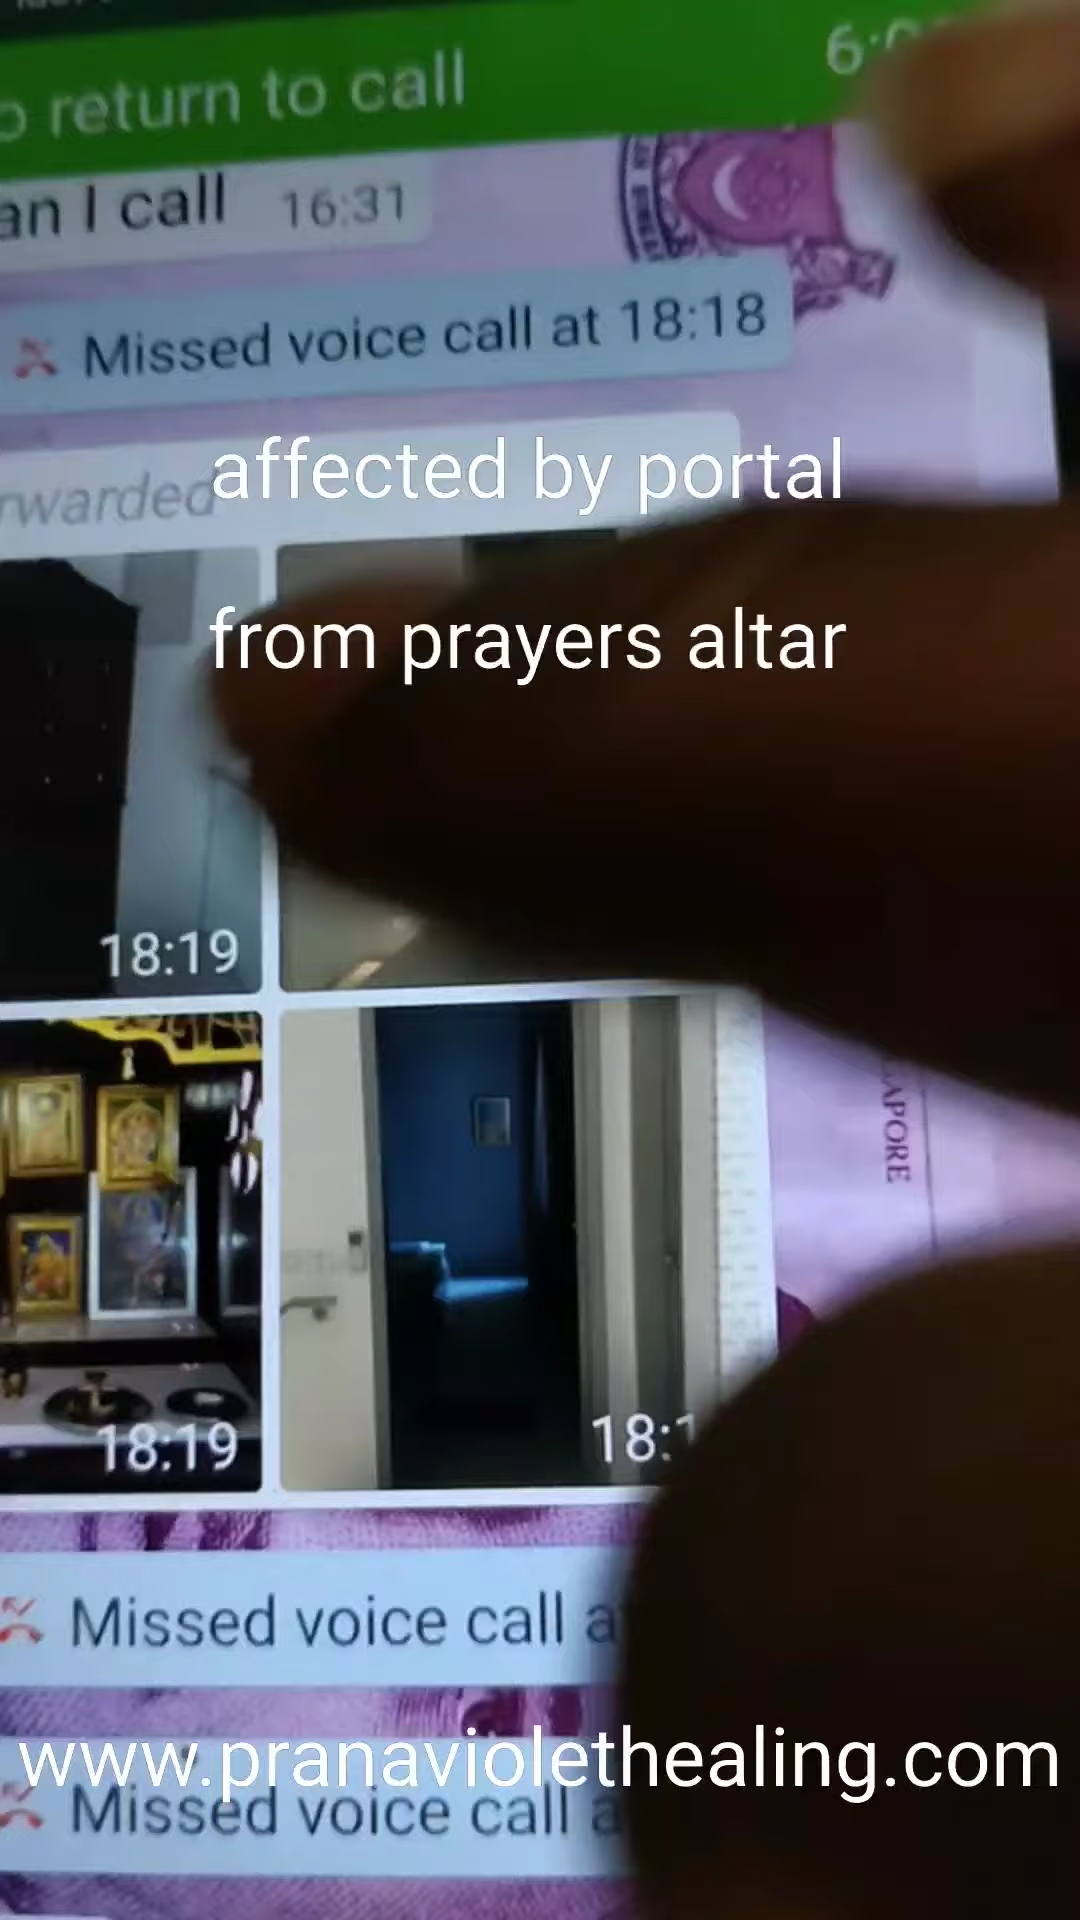 return to call
I call 16:31
Missed voice call at 18:18
affected by portal
from prayers altar
18:19
18:19
Missed voice call
www.pranaviolethealing.com
Missed voice call